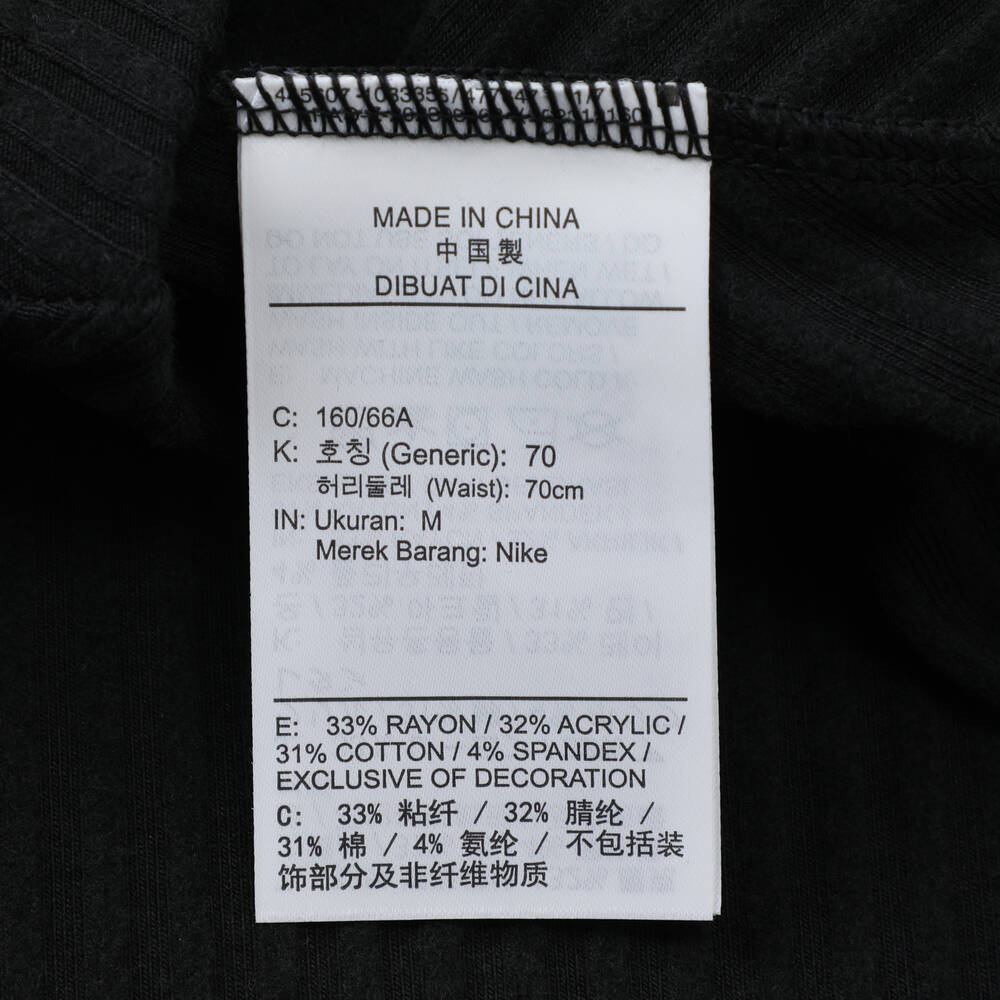 MADE IN CHINA
中国製
DIBUAT DI CINA
C: 160/66A
K: 호칭 (Generic): 70
허리둘레 (Waist): 70cm
IN: Ukuran: M
Merek Barang: Nike
E: 33% RAYON / 32% ACRYLIC /
31% COTTON / 4% SPANDEX /
EXCLUSIVE OF DECORATION
C: 33% 粘纤 / 32% 腈纶 /
31% 棉 / 4% 氨纶 / 不包括装
饰部分及非纤维物质